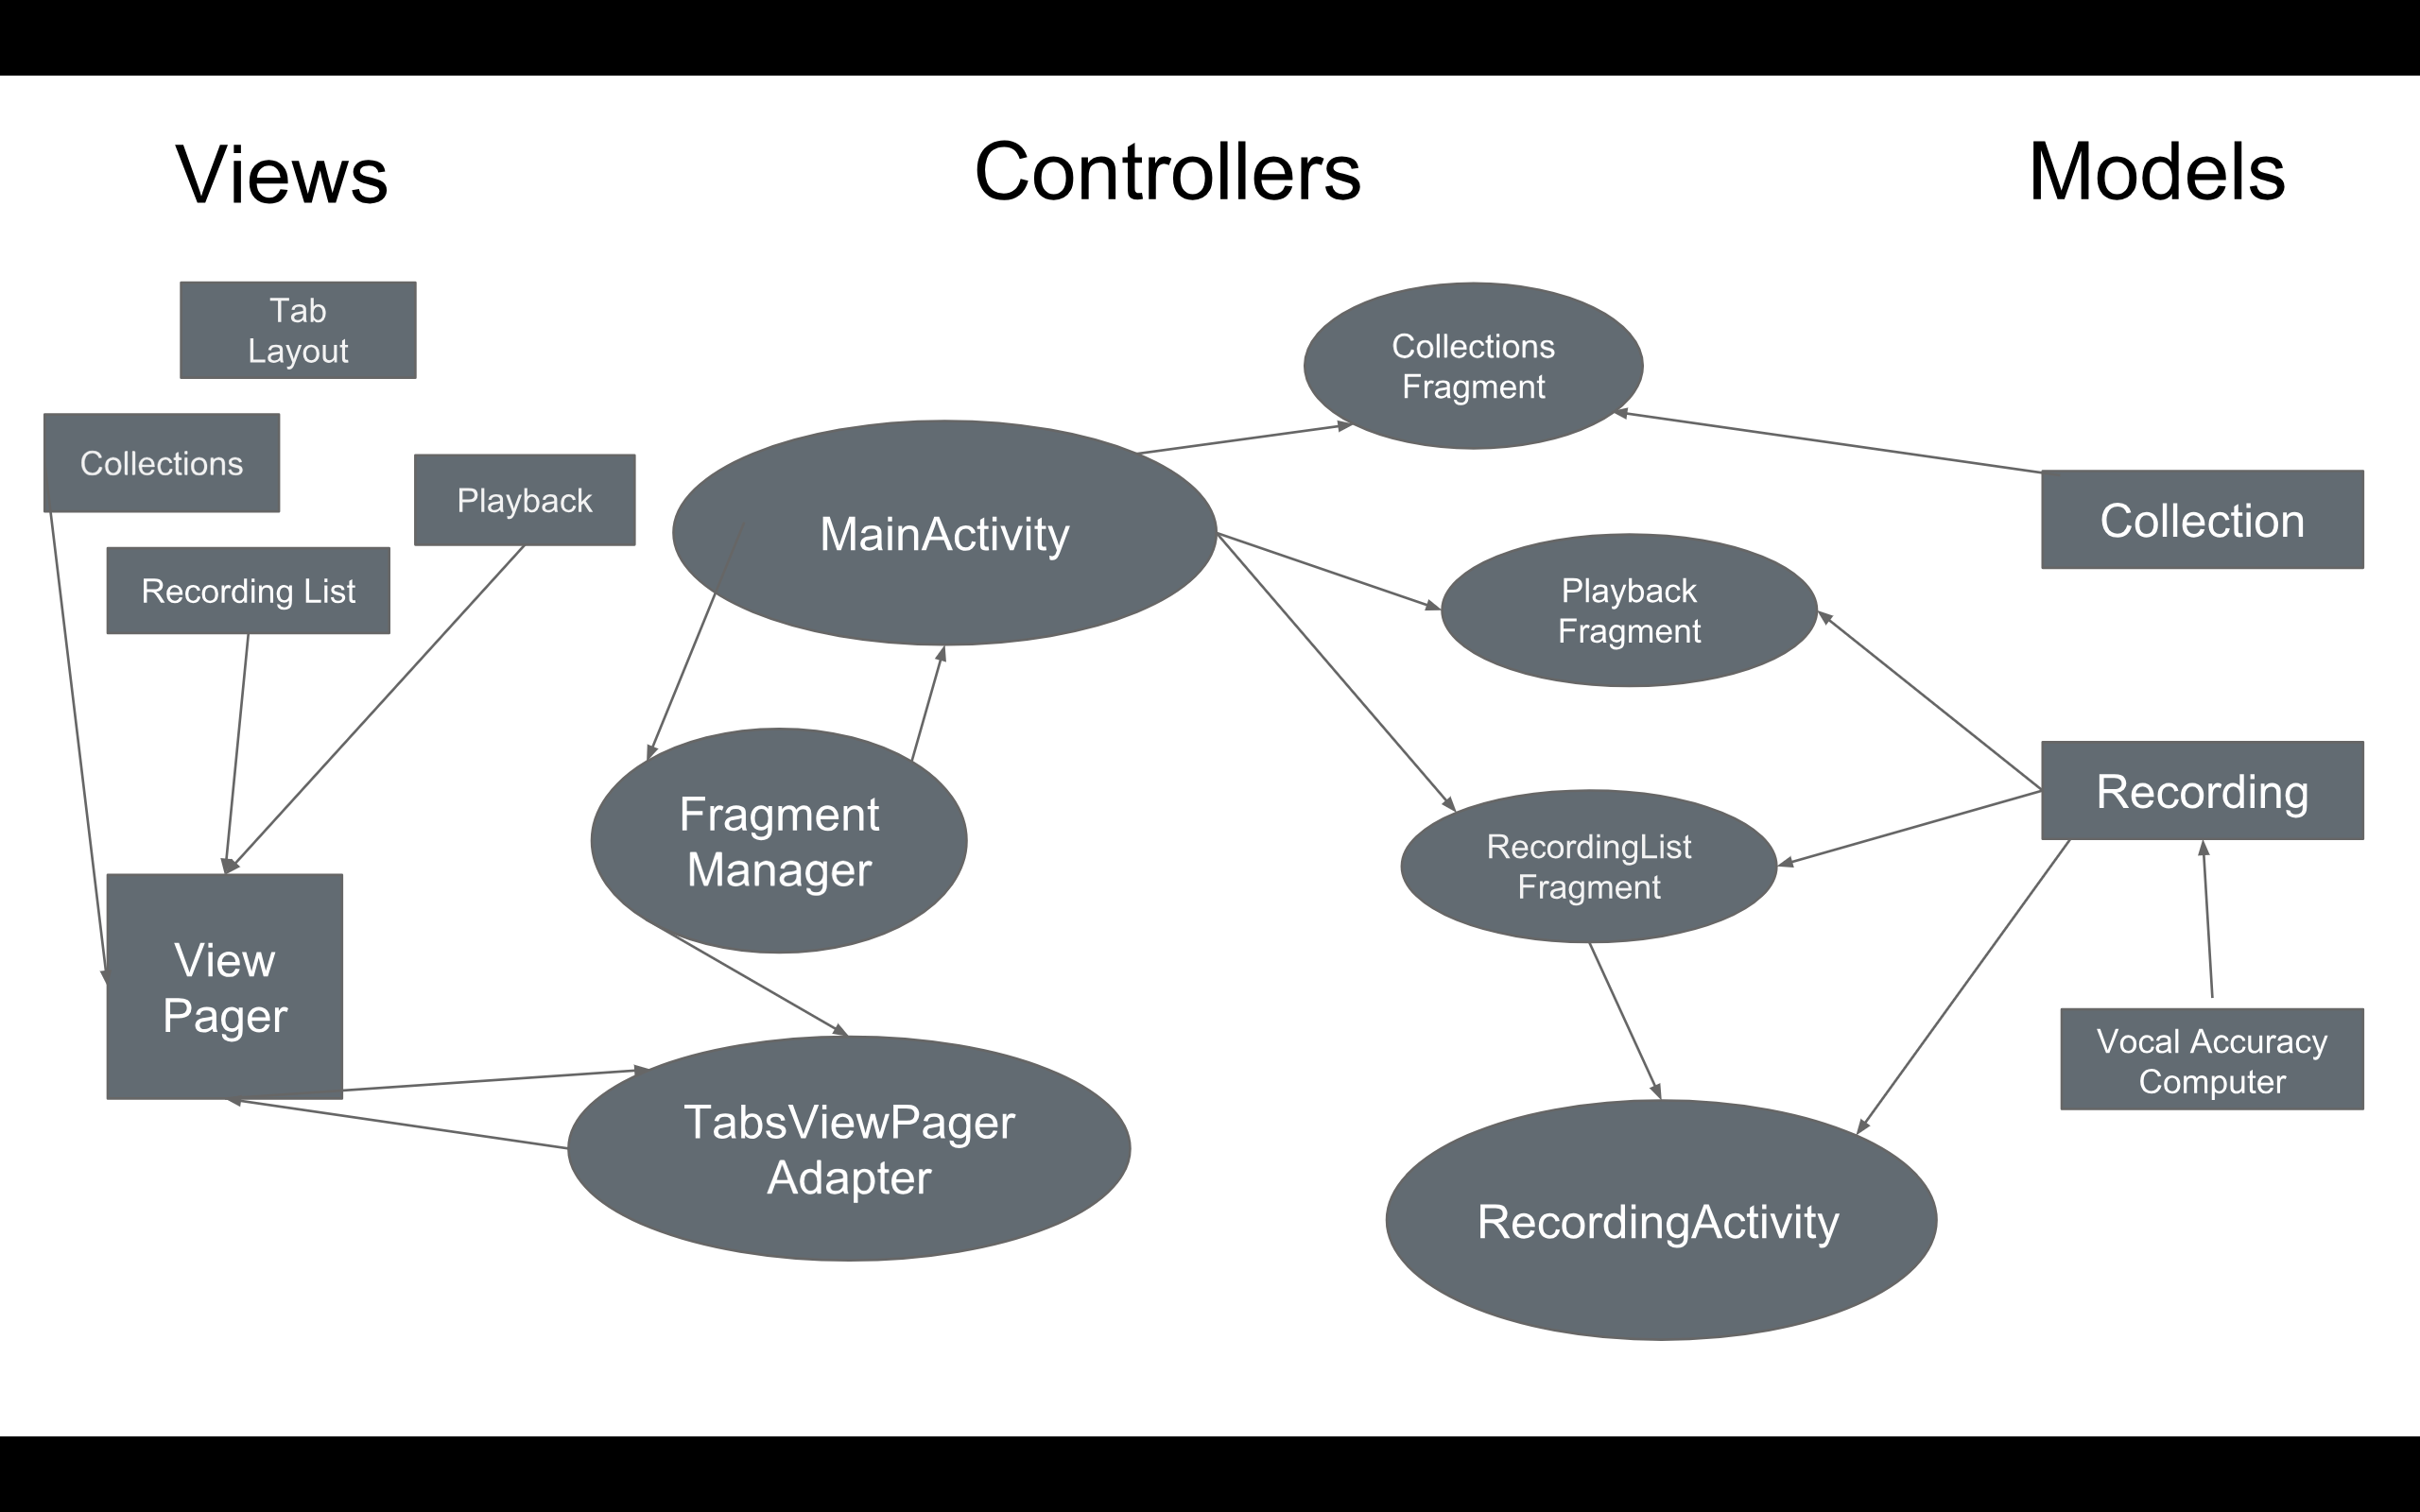 Views
Controllers
Models
Tab
Layout
Collections
Playback
Recording List
View
Pager
MainActivity
Fragment
Manager
TabsViewPager
Adapter
Collections
Fragment
Playback
Fragment
RecordingList
Fragment
RecordingActivity
Collection
Recording
Vocal Accuracy
Computer